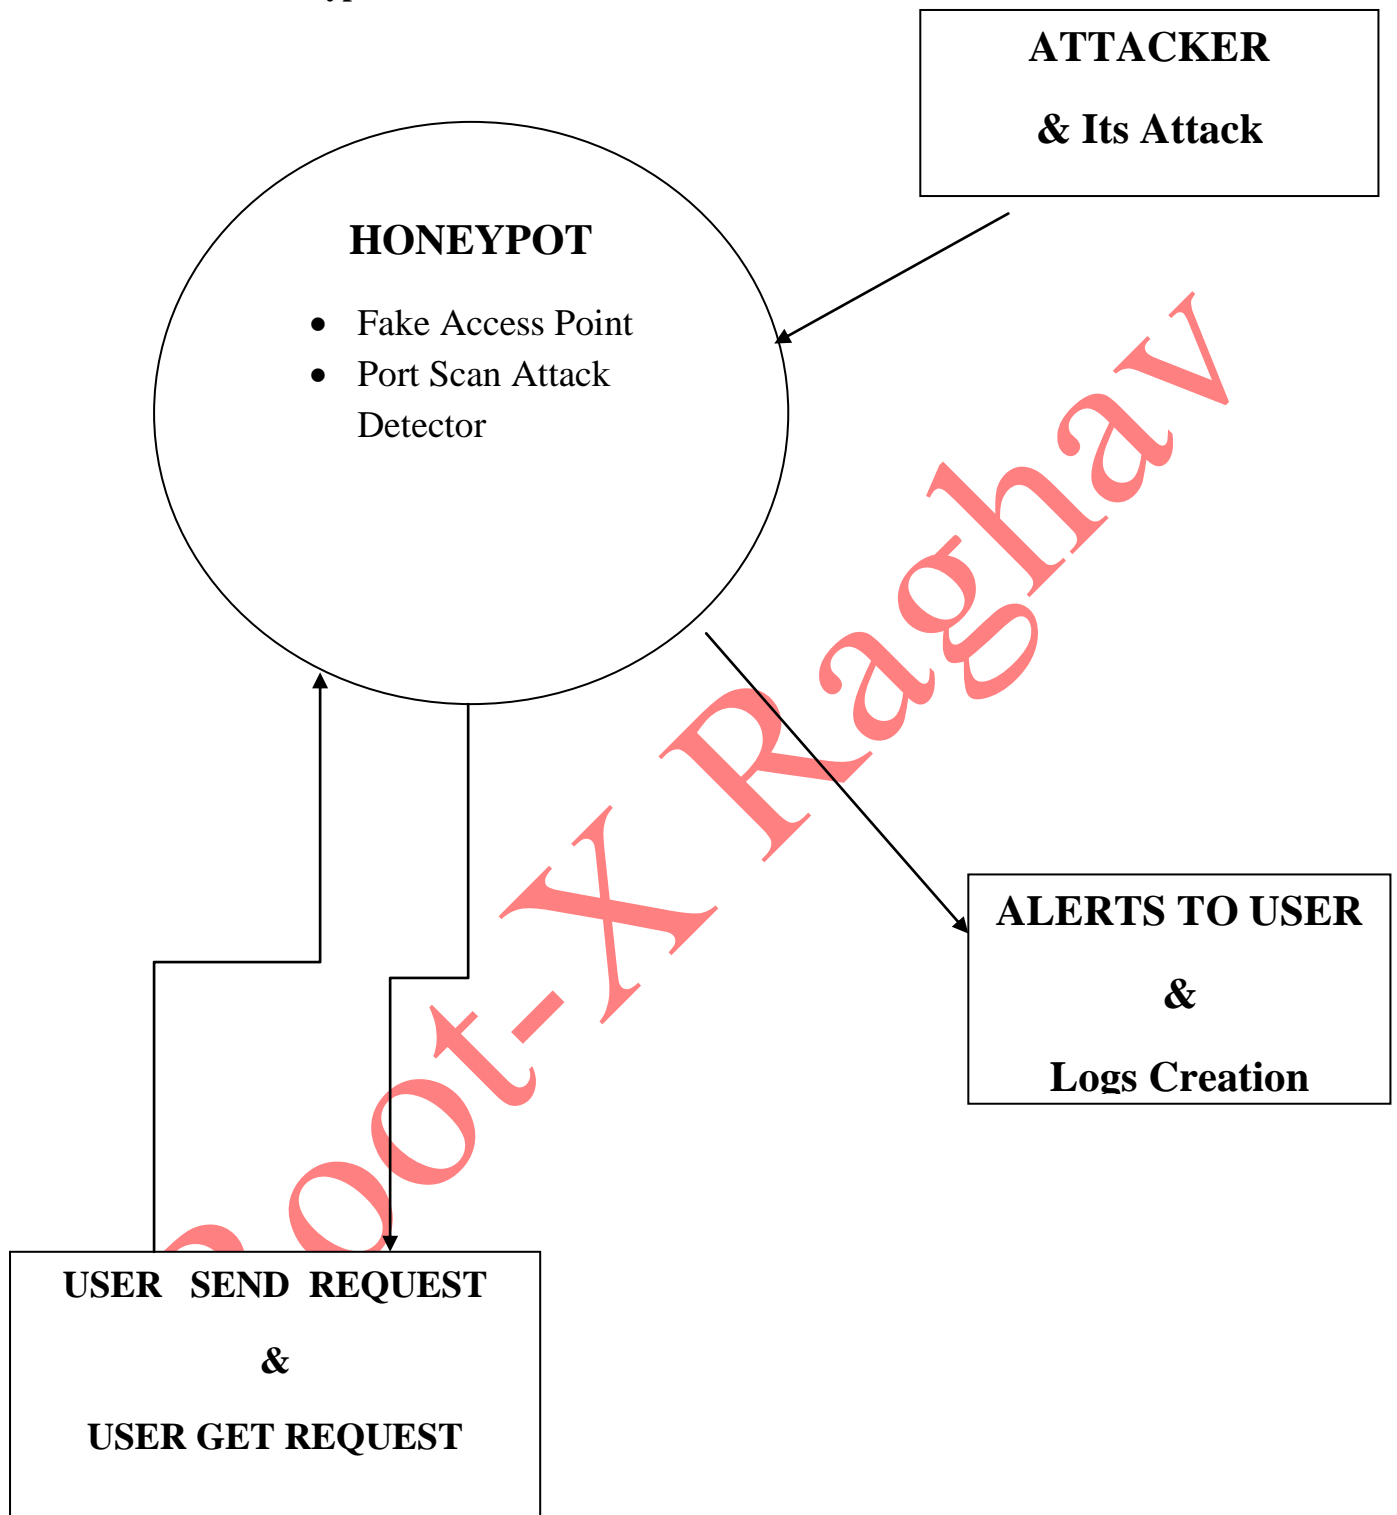 ATTACKER
& Its Attack
HONEYPOT
• Fake Access Point
• Port Scan Attack
Detector
ALERTS TO USER
&
Logs Creation
USER SEND REQUEST
&
USER GET REQUEST
Root-X Raghav